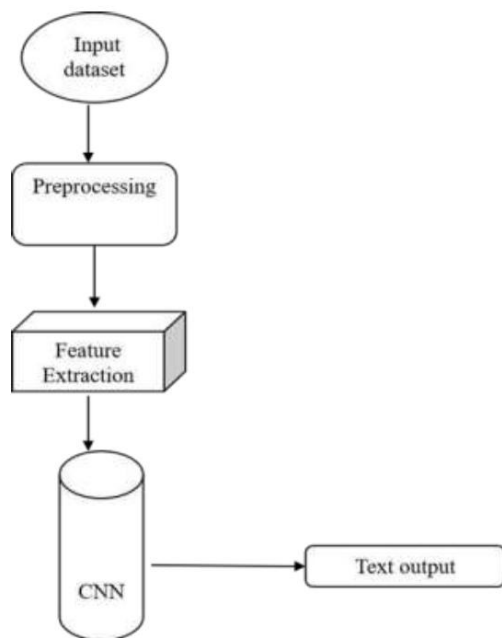 Input
dataset
Preprocessing
Feature
Extraction
CNN
Text output